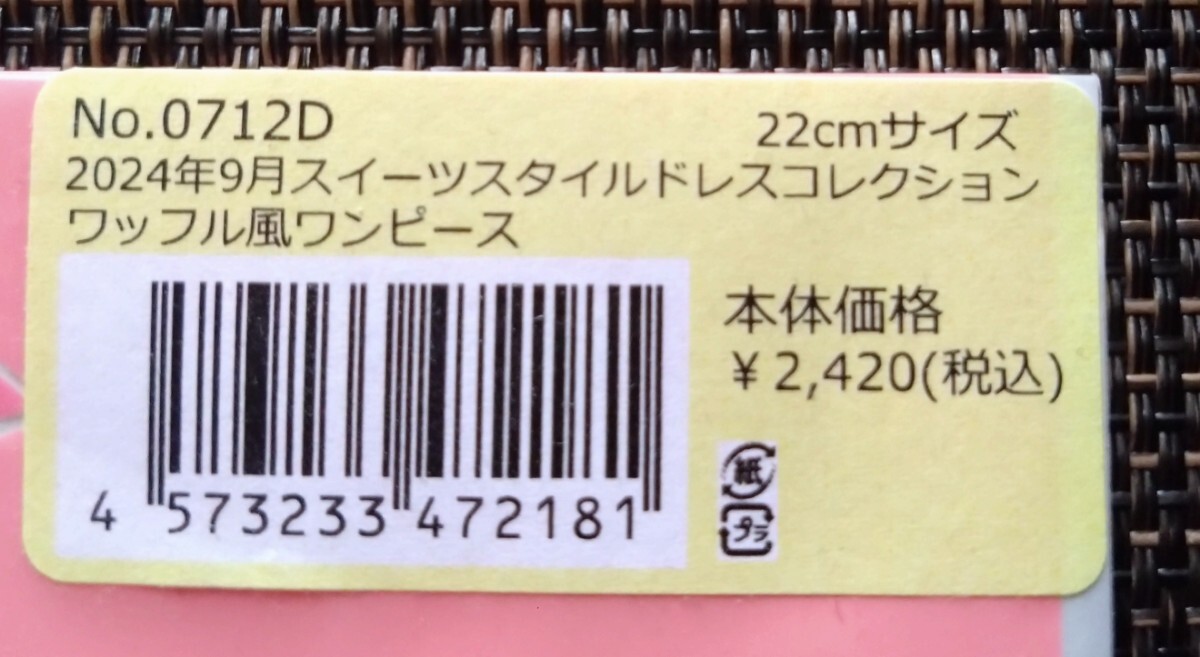 No.0712D 22cmサイズ
2024年9月スイーツスタイルドレスコレクション
ワッフル風ワンピース
本体価格
¥2,420(税込)
紙
プラ
4 573233 472181